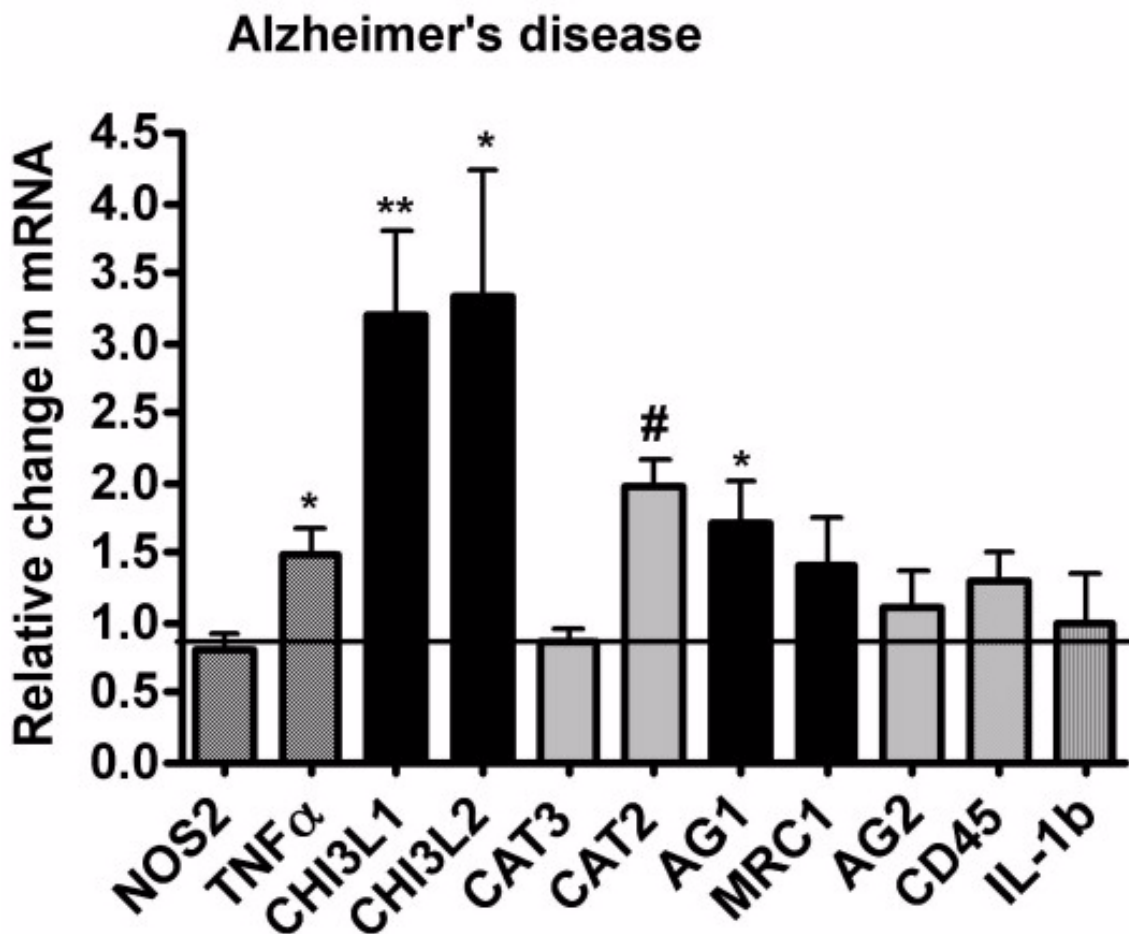 Alzheimer's disease
Relative change in mRNA
4.5
4.0
3.5
3.0
2.5
2.0
1.5
1.0
0.5
0.0
*
**
*
#
*
NOS2
TNFα
CHI3L1
CHI3L2
CAT3
CAT2
AG1
MRC1
AG2
CD45
IL-1b